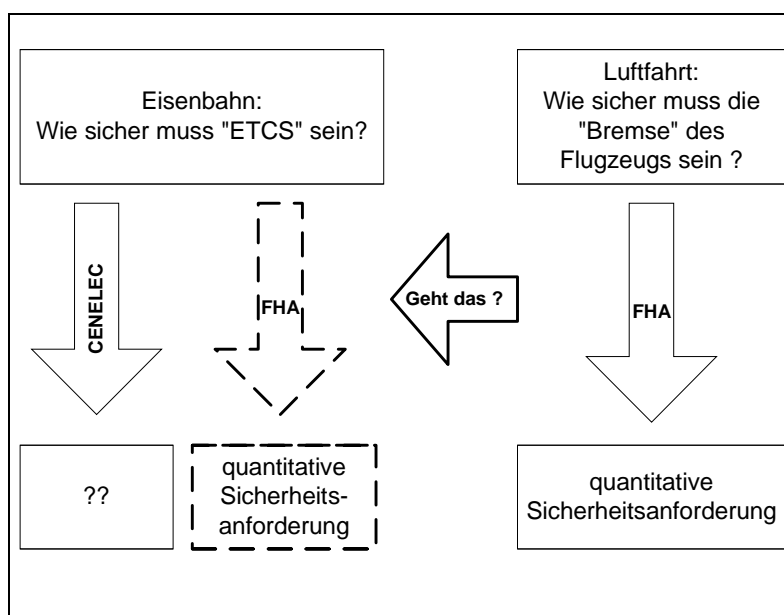 Eisenbahn:
Wie sicher muss "ETCS" sein?
Luftfahrt:
Wie sicher muss die
"Bremse" des
Flugzeugs sein ?
CENELEC
FHA
Geht das ?
FHA
??
quantitative
Sicherheits-
anforderung
quantitative
Sicherheitsanforderung